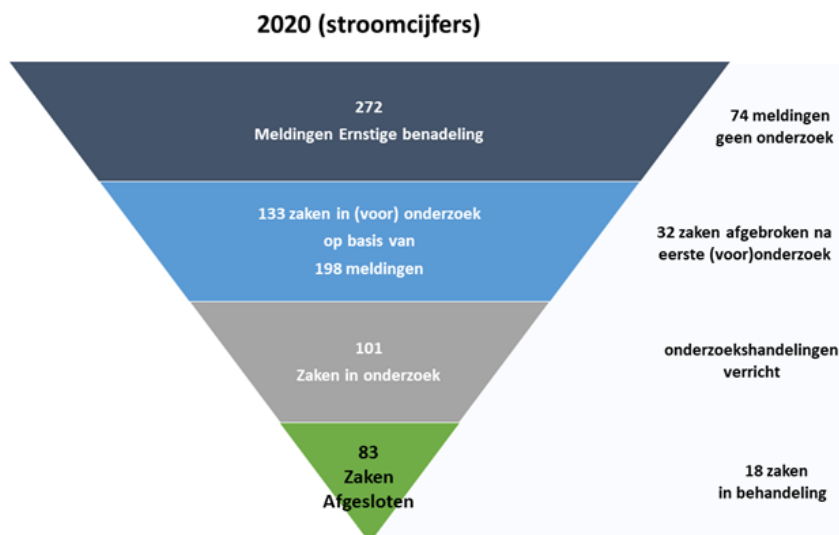 2020 (stroomcijfers)
272
Meldingen Ernstige benadeling
74 meldingen
geen onderzoek
133 zaken in (voor) onderzoek
op basis van
198 meldingen
32 zaken afgebroken na
eerste (voor)onderzoek
101
Zaken in onderzoek
onderzoekshandelingen
verricht
83
Zaken
Afgesloten
18 zaken
in behandeling